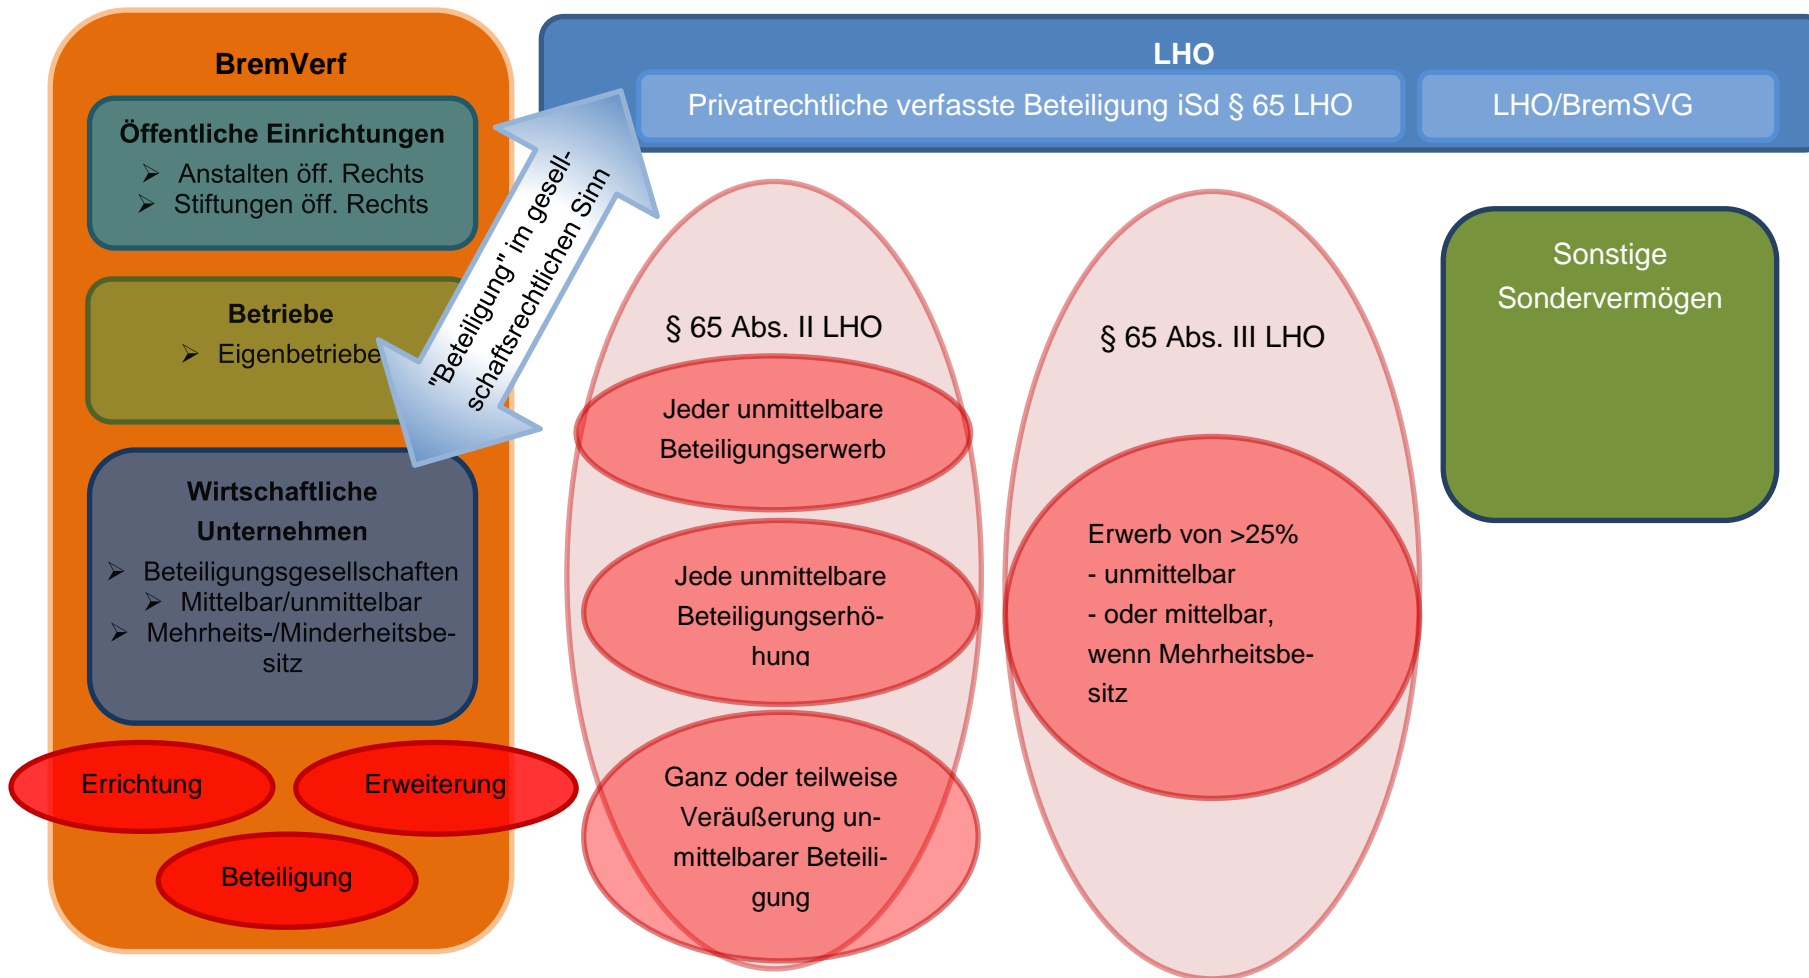 BremVerf
Öffentliche Einrichtungen
➢ Anstalten öff. Rechts
➢ Stiftungen öff. Rechts
Betriebe
➢ Eigenbetriebe
Wirtschaftliche
Unternehmen
➢ Beteiligungsgesellschaften
➢ Mittelbar/unmittelbar
➢ Mehrheits-/Minderheitsbe-
sitz
Errichtung
Erweiterung
Beteiligung
"Beteiligung" im gesell-
schaftsrechtlichen Sinn
LHO
Privatrechtliche verfasste Beteiligung iSd § 65 LHO
LHO/BremSVG
§ 65 Abs. II LHO
Jeder unmittelbare
Beteiligungserwerb
Jede unmittelbare
Beteiligungserhö-
hung
Ganz oder teilweise
Veräußerung un-
mittelbarer Beteili-
gung
§ 65 Abs. III LHO
Erwerb von >25%
- unmittelbar
- oder mittelbar,
wenn Mehrheitsbe-
sitz
Sonstige
Sondervermögen